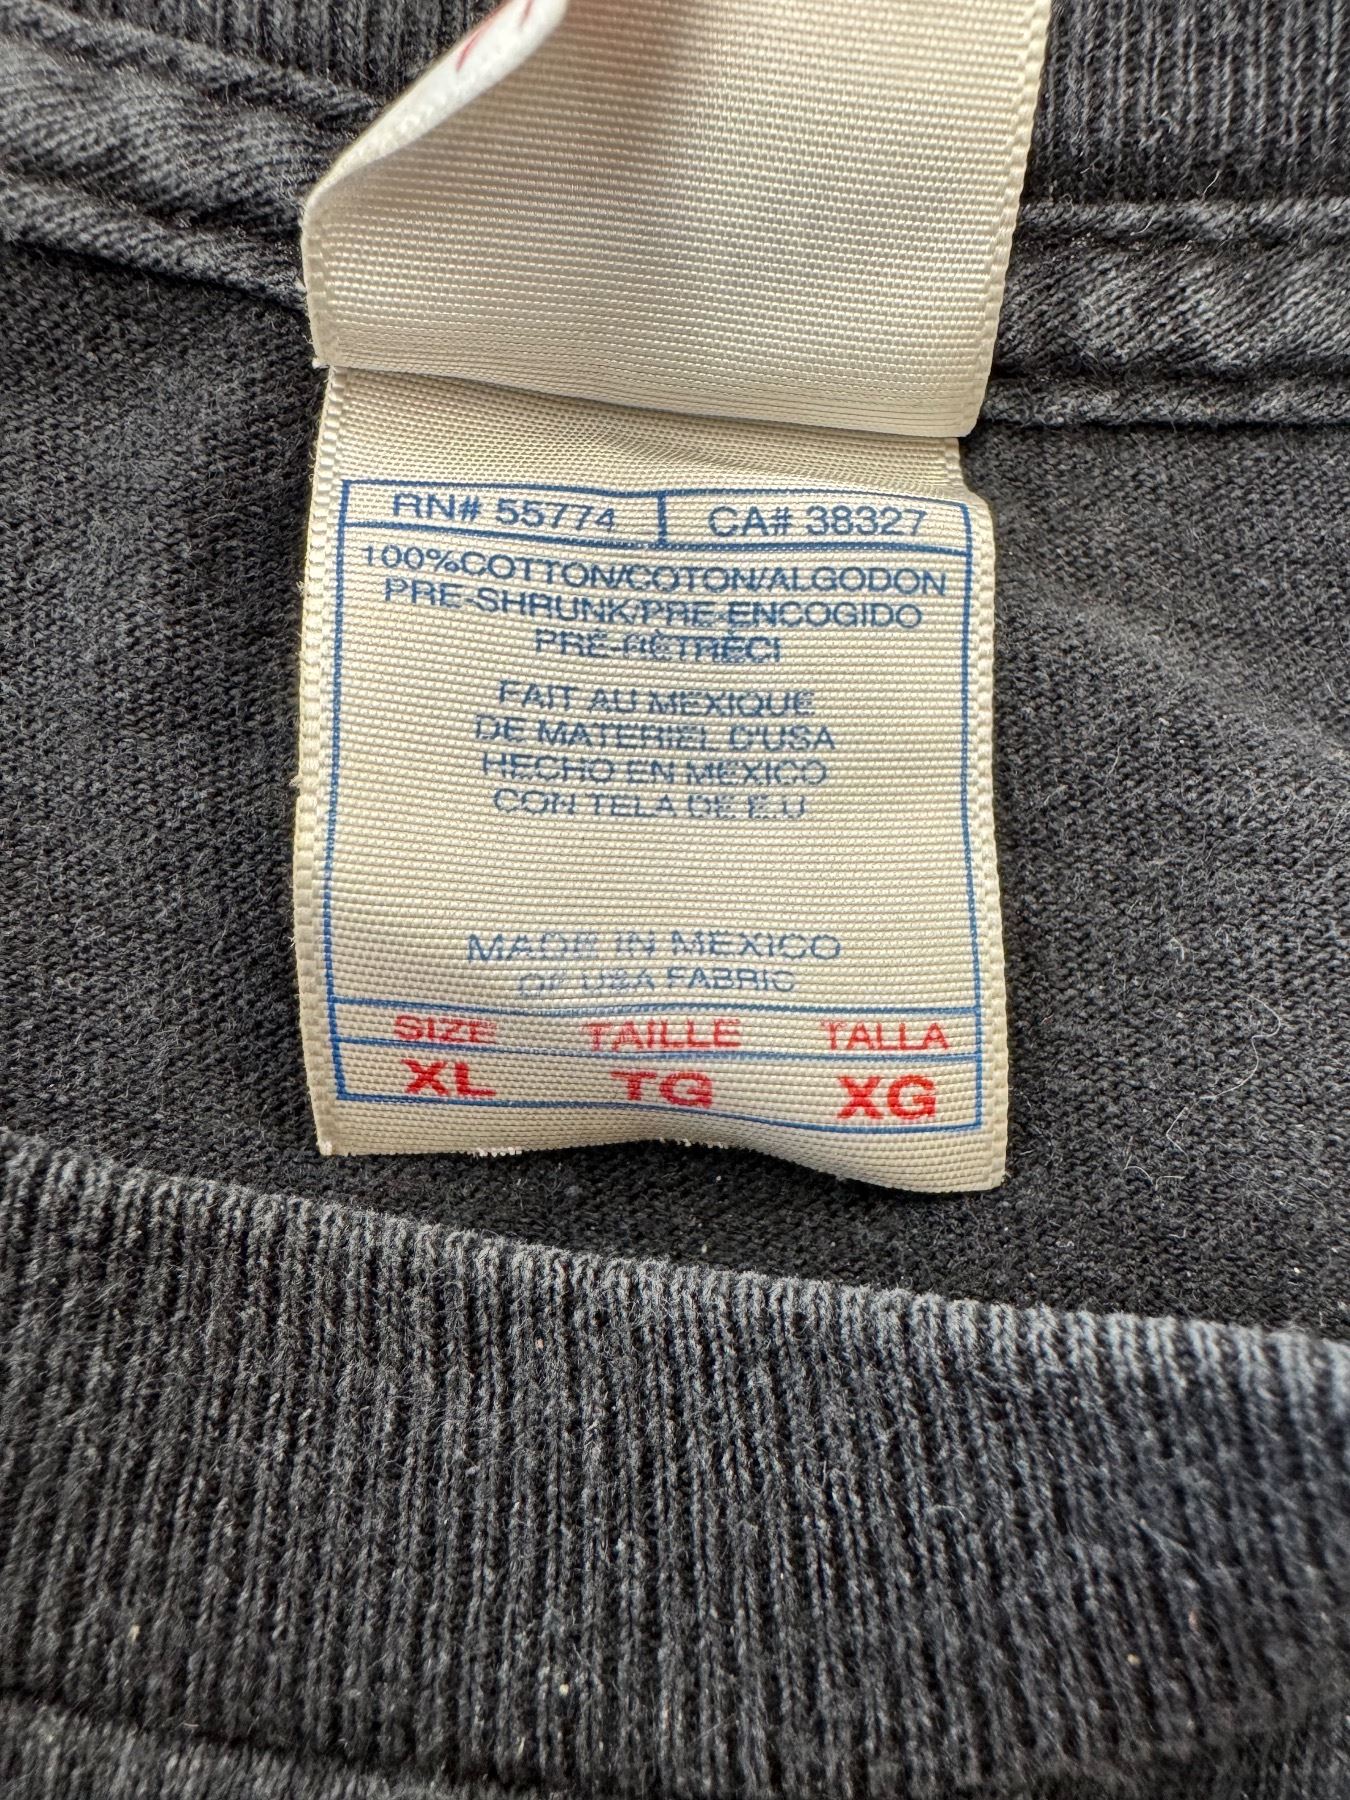 RN# 55774 CA# 38327
100%COTTON/COTON/ALGODON
PRE-SHRUNK/PRE-ENCOGIDO
PRÉ-RÉTRÉCI
FAIT AU MEXIQUE
DE MATERIEL D'USA
HECHO EN MEXICO
CON TELA DE E.U
MADE IN MEXICO
OF USA FABRIC
SIZE TAILLE TALLA
XL TG XG